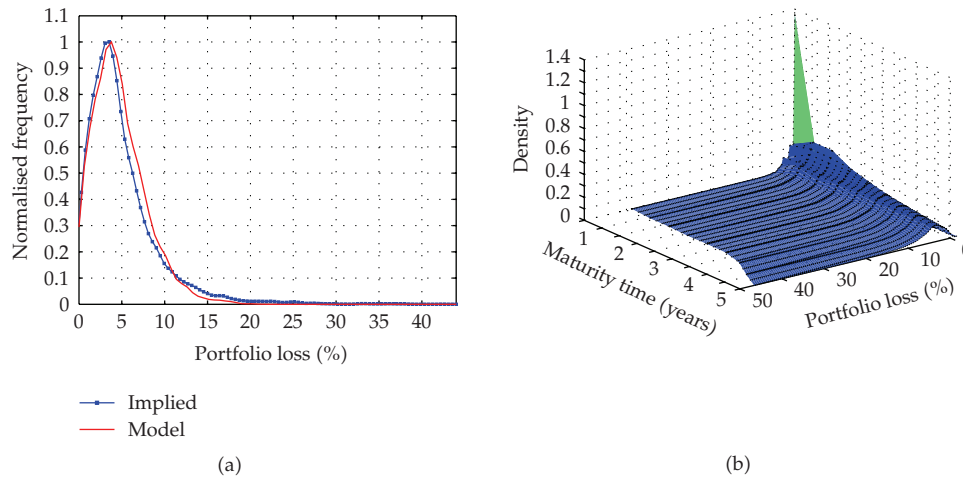 1.1
1
0.9
0.8
0.7
0.6
0.5
0.4
0.3
0.2
0.1
0
Normalised frequency
0 5 10 15 20 25 30 35 40
Portfolio loss (%)
Implied
Model
(a)
1.4
1.2
1
0.8
0.6
0.4
0.2
0
Density
1 2 3 4 5
Maturity time (years)
50 40 30 20 10 0
Portfolio loss (%)
(b)